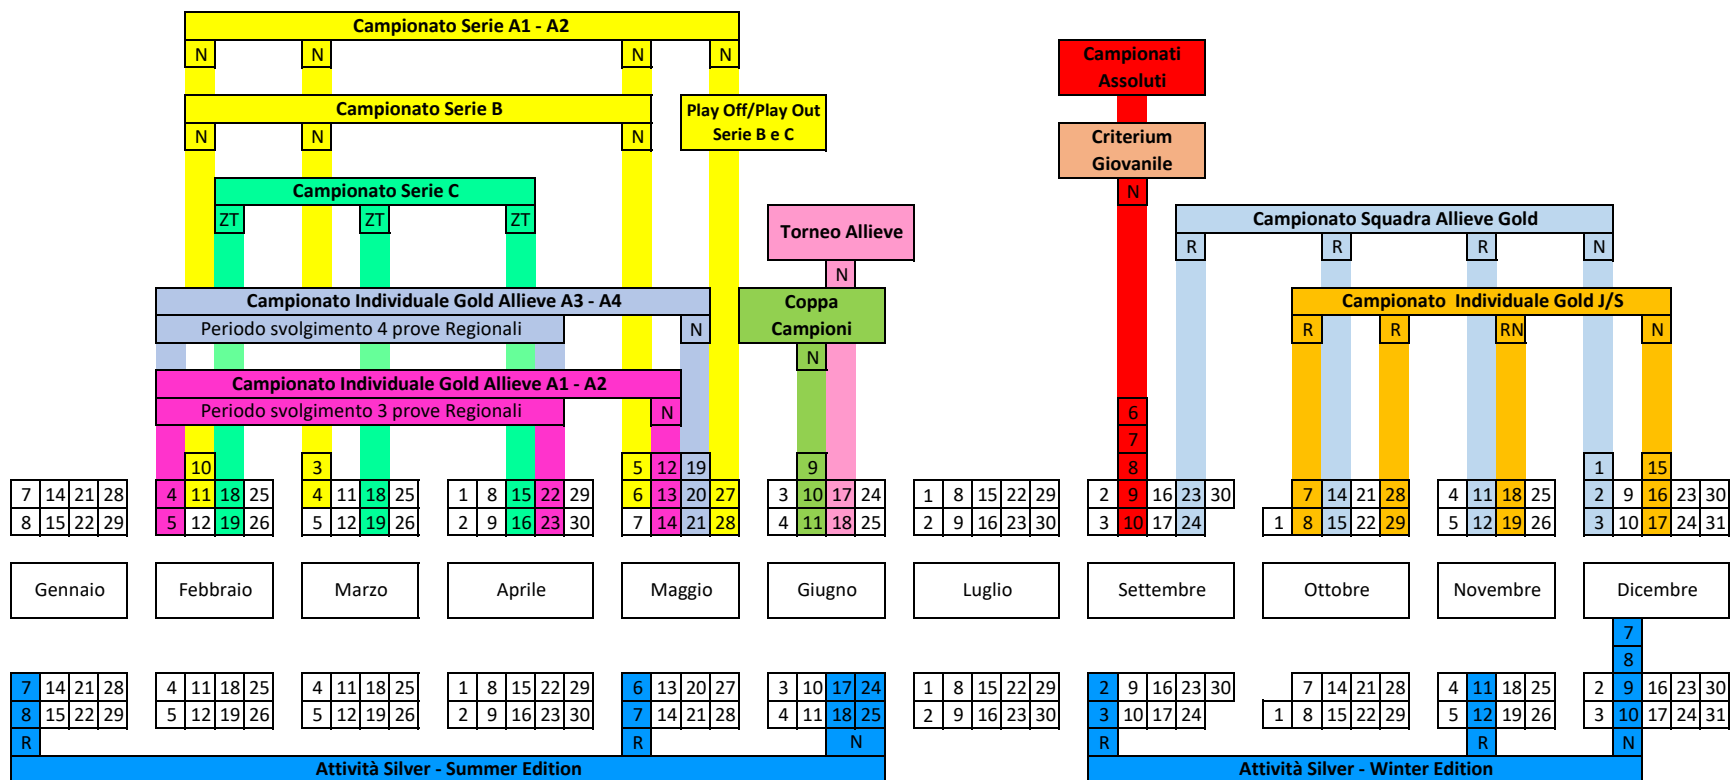 Campionato Serie A1 - A2
N N N N
Campionati
Assoluti
Campionato Serie B
N N N
Play Off/Play Out
Serie B e C
Criterium
Giovanile
N
Campionato Serie C
ZT ZT ZT
Torneo Allieve
N
Campionato Squadra Allieve Gold
R R R N
Campionato Individuale Gold Allieve A3 - A4
Periodo svolgimento 4 prove Regionali N
Coppa
Campioni
N
Campionato Individuale Gold J/S
R R RN N
Campionato Individuale Gold Allieve A1 - A2
Periodo svolgimento 3 prove Regionali N
6
7
10 3 5 12 19 9 8 1 15
7 14 21 28 4 11 18 25 4 11 18 25 1 8 15 22 29 6 13 20 27 3 10 17 24 1 8 15 22 29 2 9 16 23 30 7 14 21 28 4 11 18 25 2 9 16 23 30
8 15 22 29 5 12 19 26 5 12 19 26 2 9 16 23 30 7 14 21 28 4 11 18 25 2 9 16 23 30 3 10 17 24 1 8 15 22 29 5 12 19 26 3 10 17 24 31
Gennaio Febbraio Marzo Aprile Maggio Giugno Luglio Settembre Ottobre Novembre Dicembre
7
8
7 14 21 28 4 11 18 25 4 11 18 25 1 8 15 22 29 6 13 20 27 3 10 17 24 1 8 15 22 29 2 9 16 23 30 7 14 21 28 4 11 18 25 2 9 16 23 30
8 15 22 29 5 12 19 26 5 12 19 26 2 9 16 23 30 7 14 21 28 4 11 18 25 2 9 16 23 30 3 10 17 24 1 8 15 22 29 5 12 19 26 3 10 17 24 31
R R N R R N
Attività Silver - Summer Edition
Attività Silver - Winter Edition